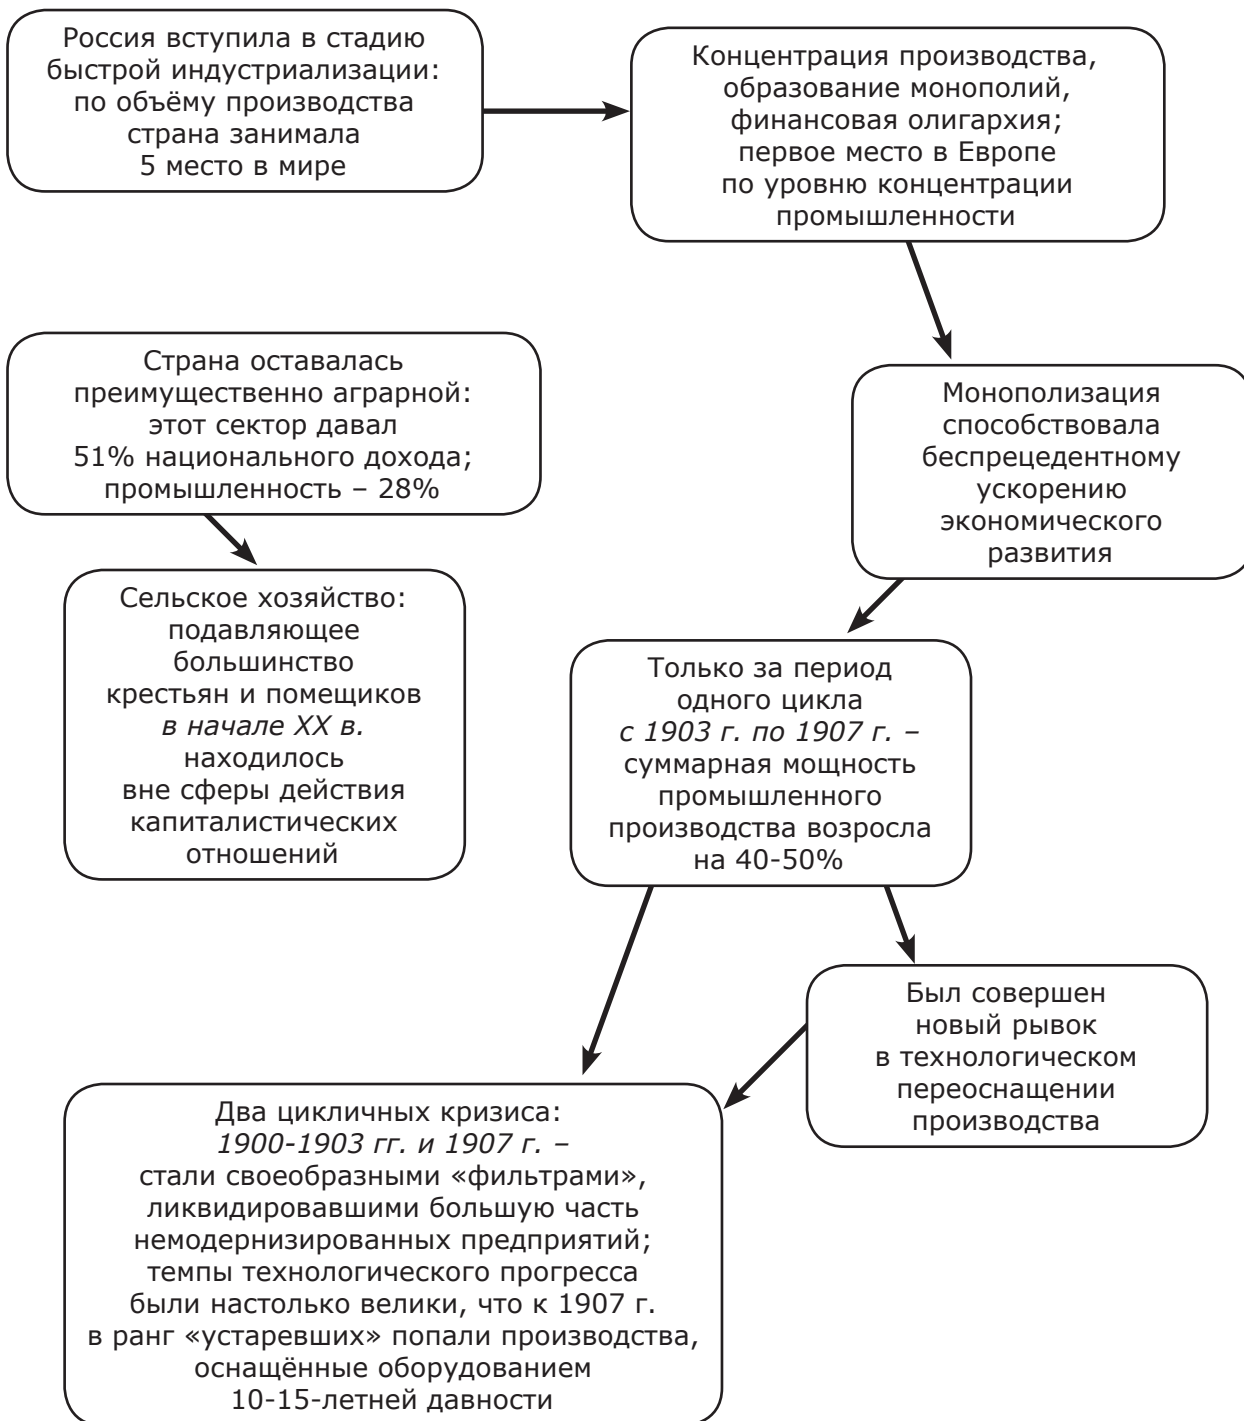 Россия вступила в стадию
быстрой индустриализации:
по объёму производства
страна занимала
5 место в мире
Концентрация производства,
образование монополий,
финансовая олигархия;
первое место в Европе
по уровню концентрации
промышленности
Страна оставалась
преимущественно аграрной:
этот сектор давал
51% национального дохода;
промышленность – 28%
Монополизация
способствовала
беспрецедентному
ускорению
экономического
развития
Сельское хозяйство:
подавляющее
большинство
крестьян и помещиков
в начале XX в.
находилось
вне сферы действия
капиталистических
отношений
Только за период
одного цикла
с 1903 г. по 1907 г. –
суммарная мощность
промышленного
производства возросла
на 40-50%
Был совершен
новый рывок
в технологическом
переоснащении
производства
Два цикличных кризиса:
1900-1903 гг. и 1907 г. –
стали своеобразными «фильтрами»,
ликвидировавшими большую часть
немодернизированных предприятий;
темпы технологического прогресса
были настолько велики, что к 1907 г.
в ранг «устаревших» попали производства,
оснащённые оборудованием
10-15-летней давности